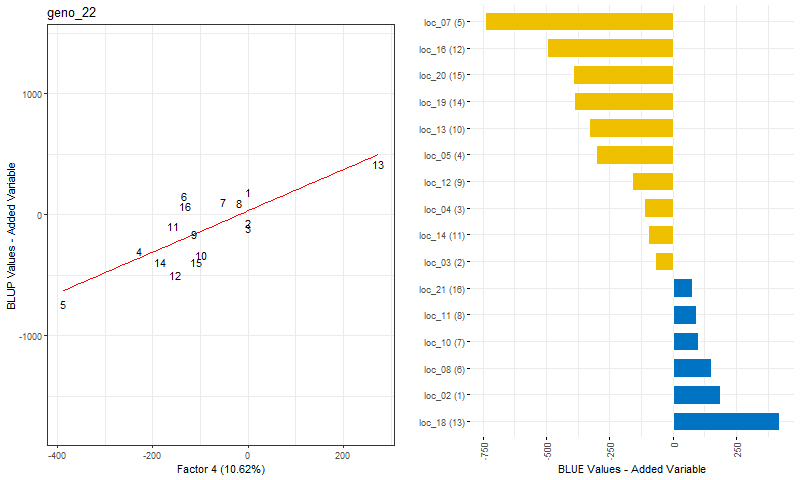 geno_22
BLUP Values - Added Variable
1000
0
-1000
13
1
6
16
7
8
2
11
9
4
10
14
15
12
5
-400
-200
0
200
Factor 4 (10.62%)
loc_07 (5)
loc_16 (12)
loc_20 (15)
loc_19 (14)
loc_13 (10)
loc_05 (4)
loc_12 (9)
loc_04 (3)
loc_14 (11)
loc_03 (2)
loc_21 (16)
loc_11 (8)
loc_10 (7)
loc_08 (6)
loc_02 (1)
loc_18 (13)
-750
-500
-250
0
250
BLUE Values - Added Variable